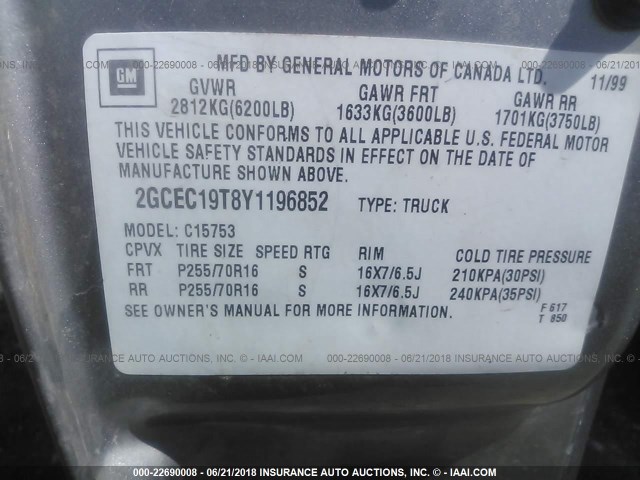 GM
MFD BY GENERAL MOTORS OF CANADA LTD. 11/99
GVWR GAWR FRT GAWR RR
2812KG(6200LB) 1633KG(3600LB) 1701KG(3750LB)
THIS VEHICLE CONFORMS TO ALL APPLICABLE U.S. FEDERAL MOTOR
VEHICLE SAFETY STANDARDS IN EFFECT ON THE DATE OF
MANUFACTURE SHOWN ABOVE.
2GCEC19T8Y1196852 TYPE: TRUCK
MODEL: C15753
CPVX TIRE SIZE SPEED RTG RIM COLD TIRE PRESSURE
FRT P255/70R16 S 16X7/6.5J 210KPA(30PSI)
RR P255/70R16 S 16X7/6.5J 240KPA(35PSI)
SEE OWNER'S MANUAL FOR MORE INFORMATION.
F 617
T 850
000-22690008 - 06/21/2018 INSURANCE AUTO AUCTIONS, INC. - IAAI.COM